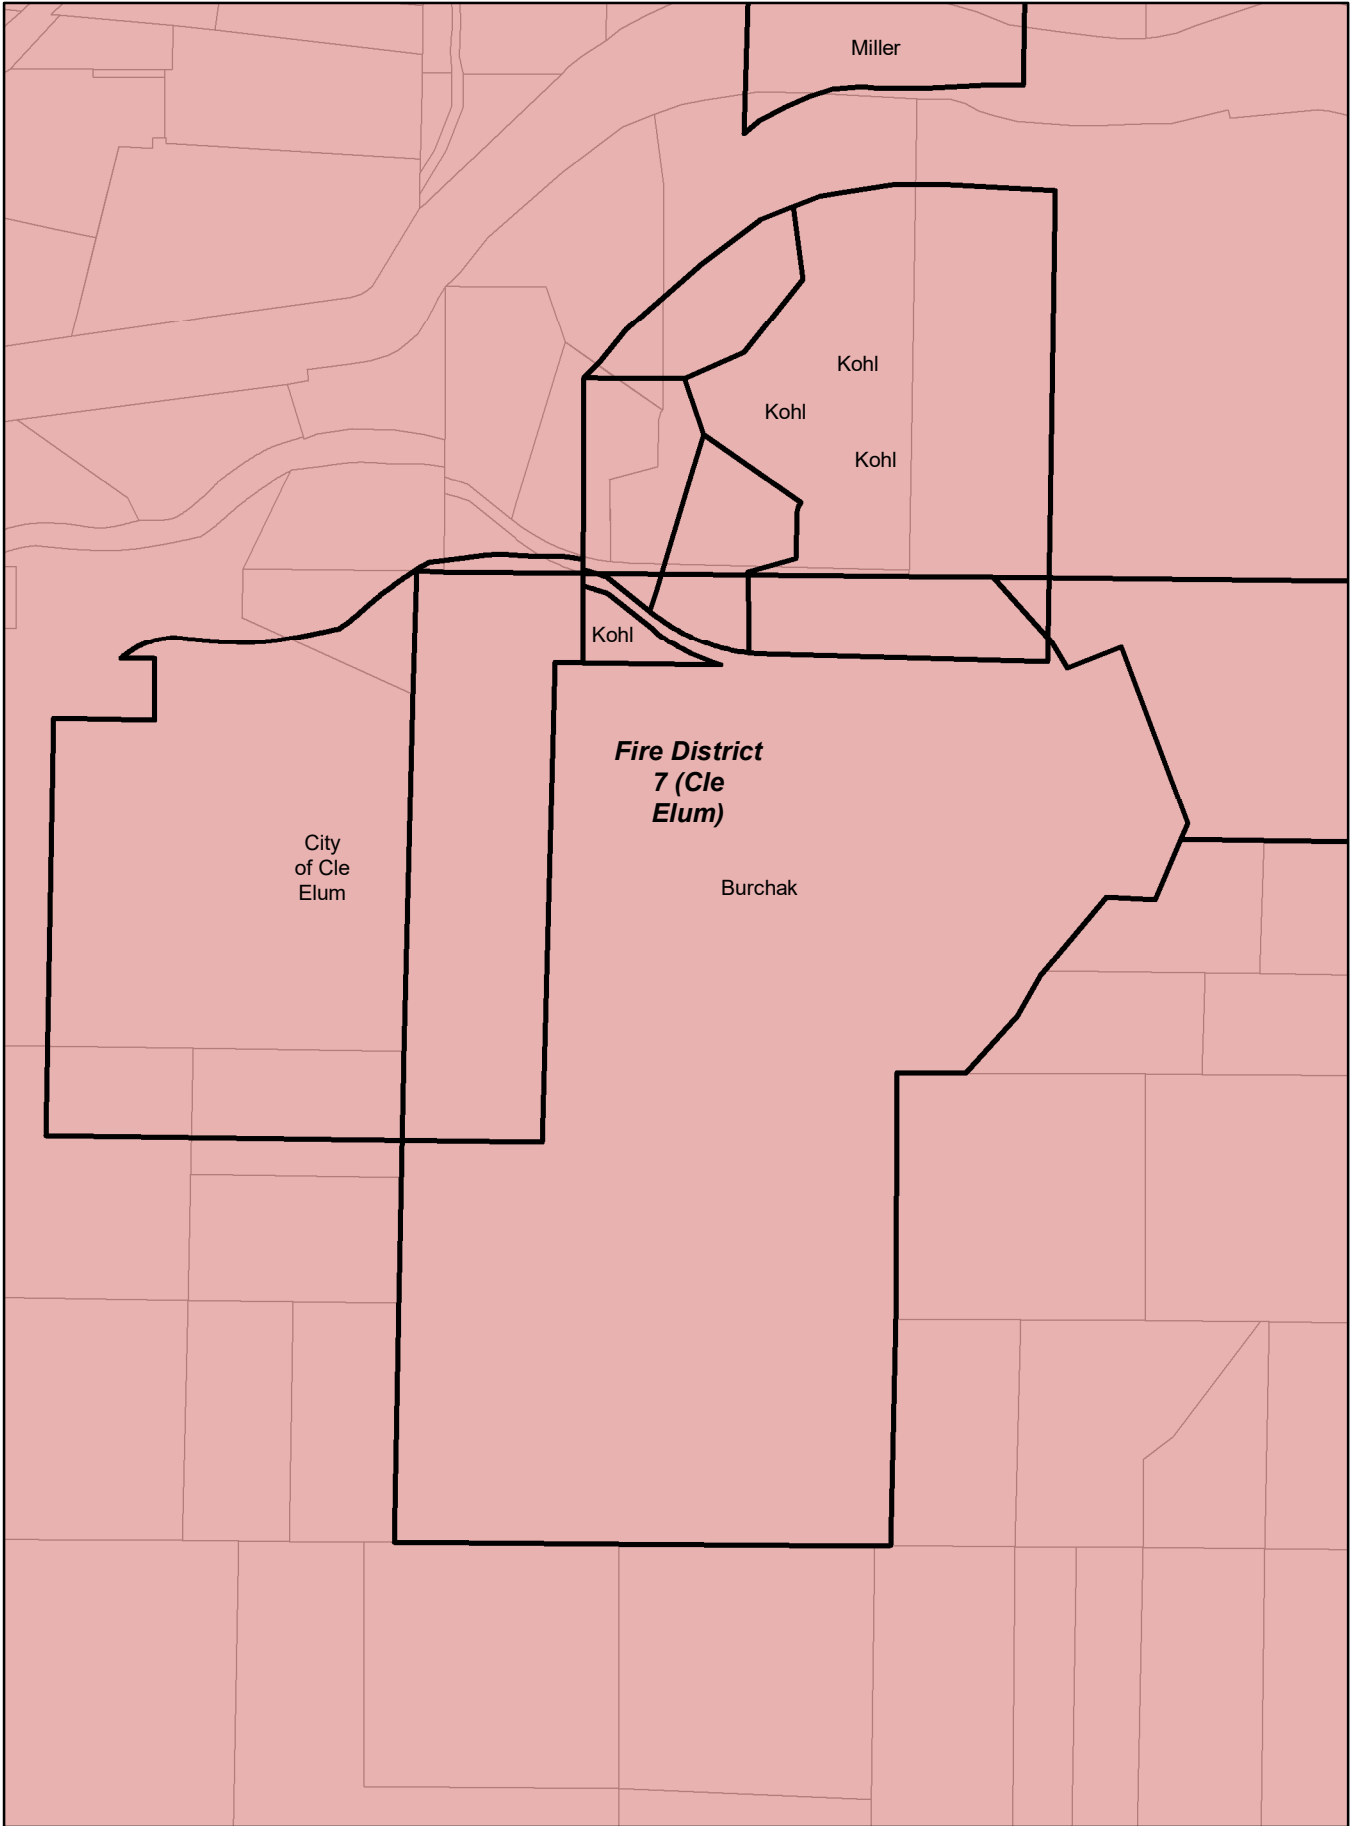 Miller
Kohl
Kohl
Kohl
Kohl
Fire District
7 (Cle
Elum)
City
of Cle
Elum
Burchak